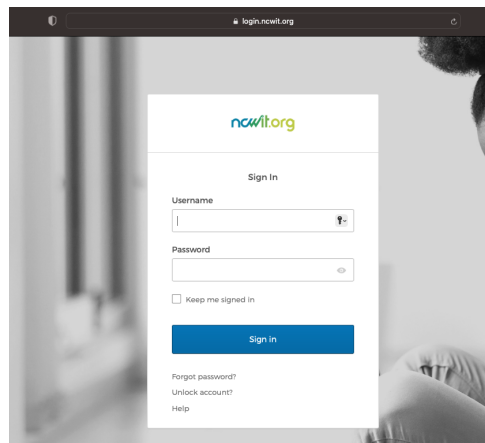 login.ncwit.org
ncwit.org
Sign In
Username
Password
Keep me signed in
Sign in
Forgot password?
Unlock account?
Help